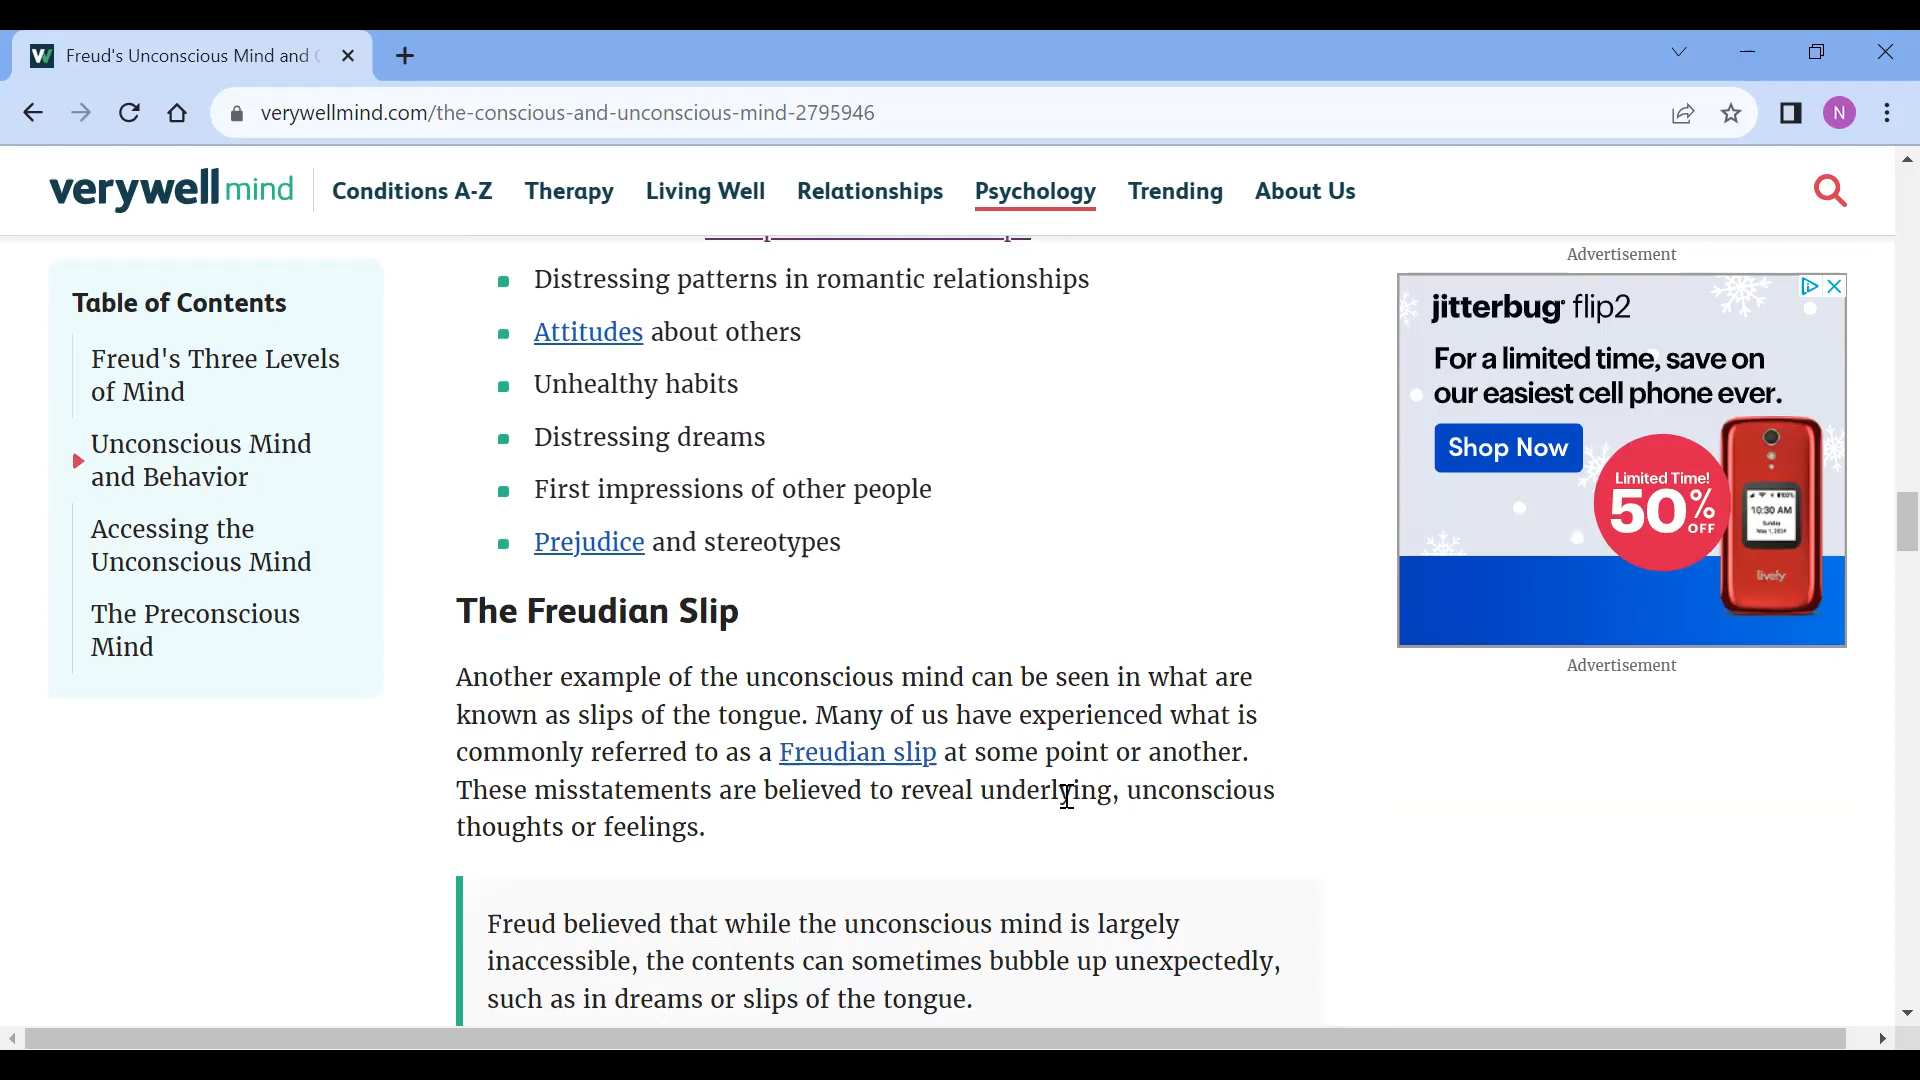 Freud's Unconscious Mind and
verywellmind.com/the-conscious-and-unconscious-mind-2795946
N
verywell mind
Conditions A-Z
Therapy
Living Well
Relationships
Psychology
Trending
About Us
Table of Contents
Freud's Three Levels
of Mind
Unconscious Mind
and Behavior
Accessing the
Unconscious Mind
The Preconscious
Mind
Distressing patterns in romantic relationships
Attitudes about others
Unhealthy habits
Distressing dreams
First impressions of other people
Prejudice and stereotypes
The Freudian Slip
Another example of the unconscious mind can be seen in what are
known as slips of the tongue. Many of us have experienced what is
commonly referred to as a Freudian slip at some point or another.
These misstatements are believed to reveal underlying, unconscious
thoughts or feelings.
Freud believed that while the unconscious mind is largely
inaccessible, the contents can sometimes bubble up unexpectedly,
such as in dreams or slips of the tongue.
Advertisement
jitterbug flip2
For a limited time, save on
our easiest cell phone ever.
Shop Now
Limited Time!
50% OFF
10:30 AM
Sunday
lively
Advertisement